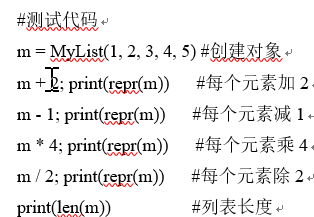 #测试代码
m = MyList(1, 2, 3, 4, 5) #创建对象
m + 2; print(repr(m)) #每个元素加 2
m - 1; print(repr(m)) #每个元素减 1
m * 4; print(repr(m)) #每个元素乘 4
m / 2; print(repr(m)) #每个元素除 2
print(len(m)) #列表长度